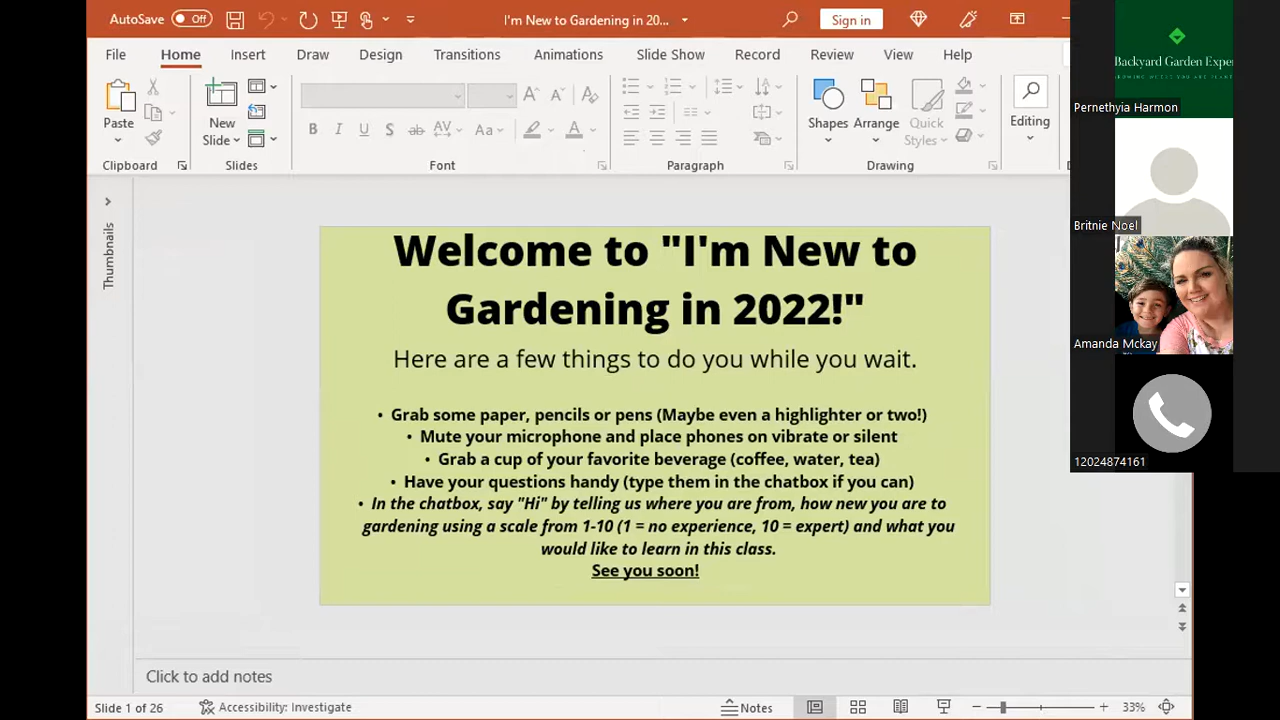 AutoSave Off I'm New to Gardening in 20... Sign in
File Home Insert Draw Design Transitions Animations Slide Show Record Review View Help
Paste New Slide Shapes Arrange Quick Styles Editing
Clipboard Slides Font Paragraph Drawing
Thumbnails
Welcome to "I'm New to
Gardening in 2022!"
Here are a few things to do you while you wait.
• Grab some paper, pencils or pens (Maybe even a highlighter or two!)
• Mute your microphone and place phones on vibrate or silent
• Grab a cup of your favorite beverage (coffee, water, tea)
• Have your questions handy (type them in the chatbox if you can)
• In the chatbox, say "Hi" by telling us where you are from, how new you are to
gardening using a scale from 1-10 (1 = no experience, 10 = expert) and what you
would like to learn in this class.
See you soon!
Click to add notes
Slide 1 of 26 Accessibility: Investigate Notes 33%
Backyard Garden Exper
Pernethyia Harmon
Britnie Noel
Amanda Mckay
12024874161